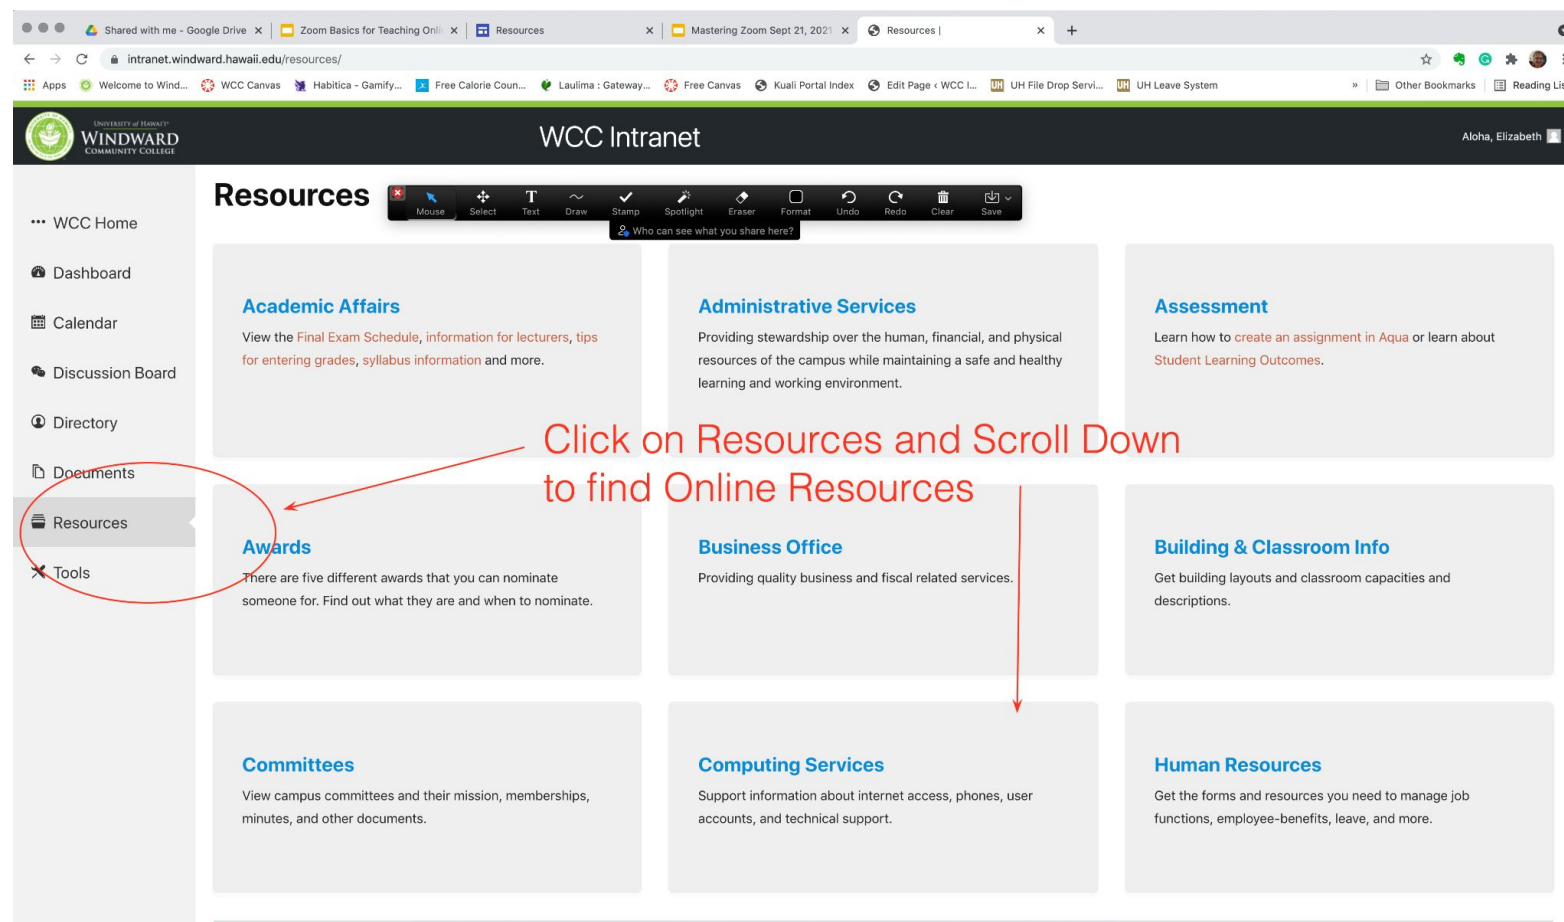 Shared with me - Google Drive
Zoom Basics for Teaching Onli
Resources
Mastering Zoom Sept 21, 2021
Resources |
intranet.windward.hawaii.edu/resources/
Apps
Welcome to Wind...
WCC Canvas
Habitica - Gamify...
Free Calorie Coun...
Laulima : Gateway...
Free Canvas
Kuali Portal Index
Edit Page ‹ WCC I...
UH File Drop Servi...
UH Leave System
»
Other Bookmarks
Reading Lis
UNIVERSITY of HAWAI'I
WINDWARD
COMMUNITY COLLEGE
WCC Intranet
Aloha, Elizabeth
WCC Home
Dashboard
Calendar
Discussion Board
Directory
Documents
Resources
Tools
Resources
Mouse
Select
Text
Draw
Stamp
Spotlight
Eraser
Format
Undo
Redo
Clear
Save
Who can see what you share here?
Academic Affairs
View the Final Exam Schedule, information for lecturers, tips
for entering grades, syllabus information and more.
Administrative Services
Providing stewardship over the human, financial, and physical
resources of the campus while maintaining a safe and healthy
learning and working environment.
Assessment
Learn how to create an assignment in Aqua or learn about
Student Learning Outcomes.
Click on Resources and Scroll Down
to find Online Resources
Awards
There are five different awards that you can nominate
someone for. Find out what they are and when to nominate.
Business Office
Providing quality business and fiscal related services.
Building & Classroom Info
Get building layouts and classroom capacities and
descriptions.
Committees
View campus committees and their mission, memberships,
minutes, and other documents.
Computing Services
Support information about internet access, phones, user
accounts, and technical support.
Human Resources
Get the forms and resources you need to manage job
functions, employee-benefits, leave, and more.